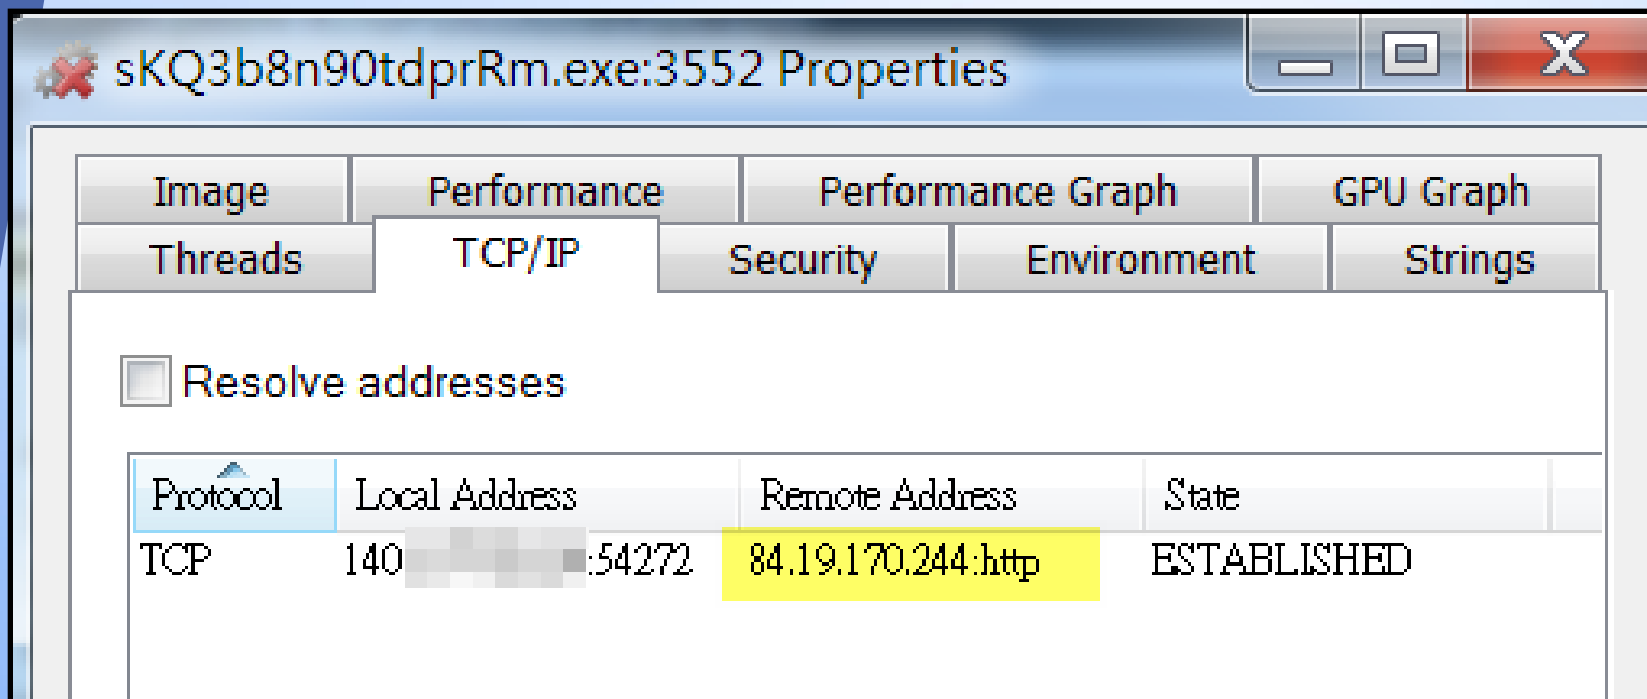 sKQ3b8n90tdprRm.exe:3552 Properties
Image Performance Performance Graph GPU Graph
Threads TCP/IP Security Environment Strings
Resolve addresses
Protocol Local Address Remote Address State
TCP 140 :54272 84.19.170.244:http ESTABLISHED